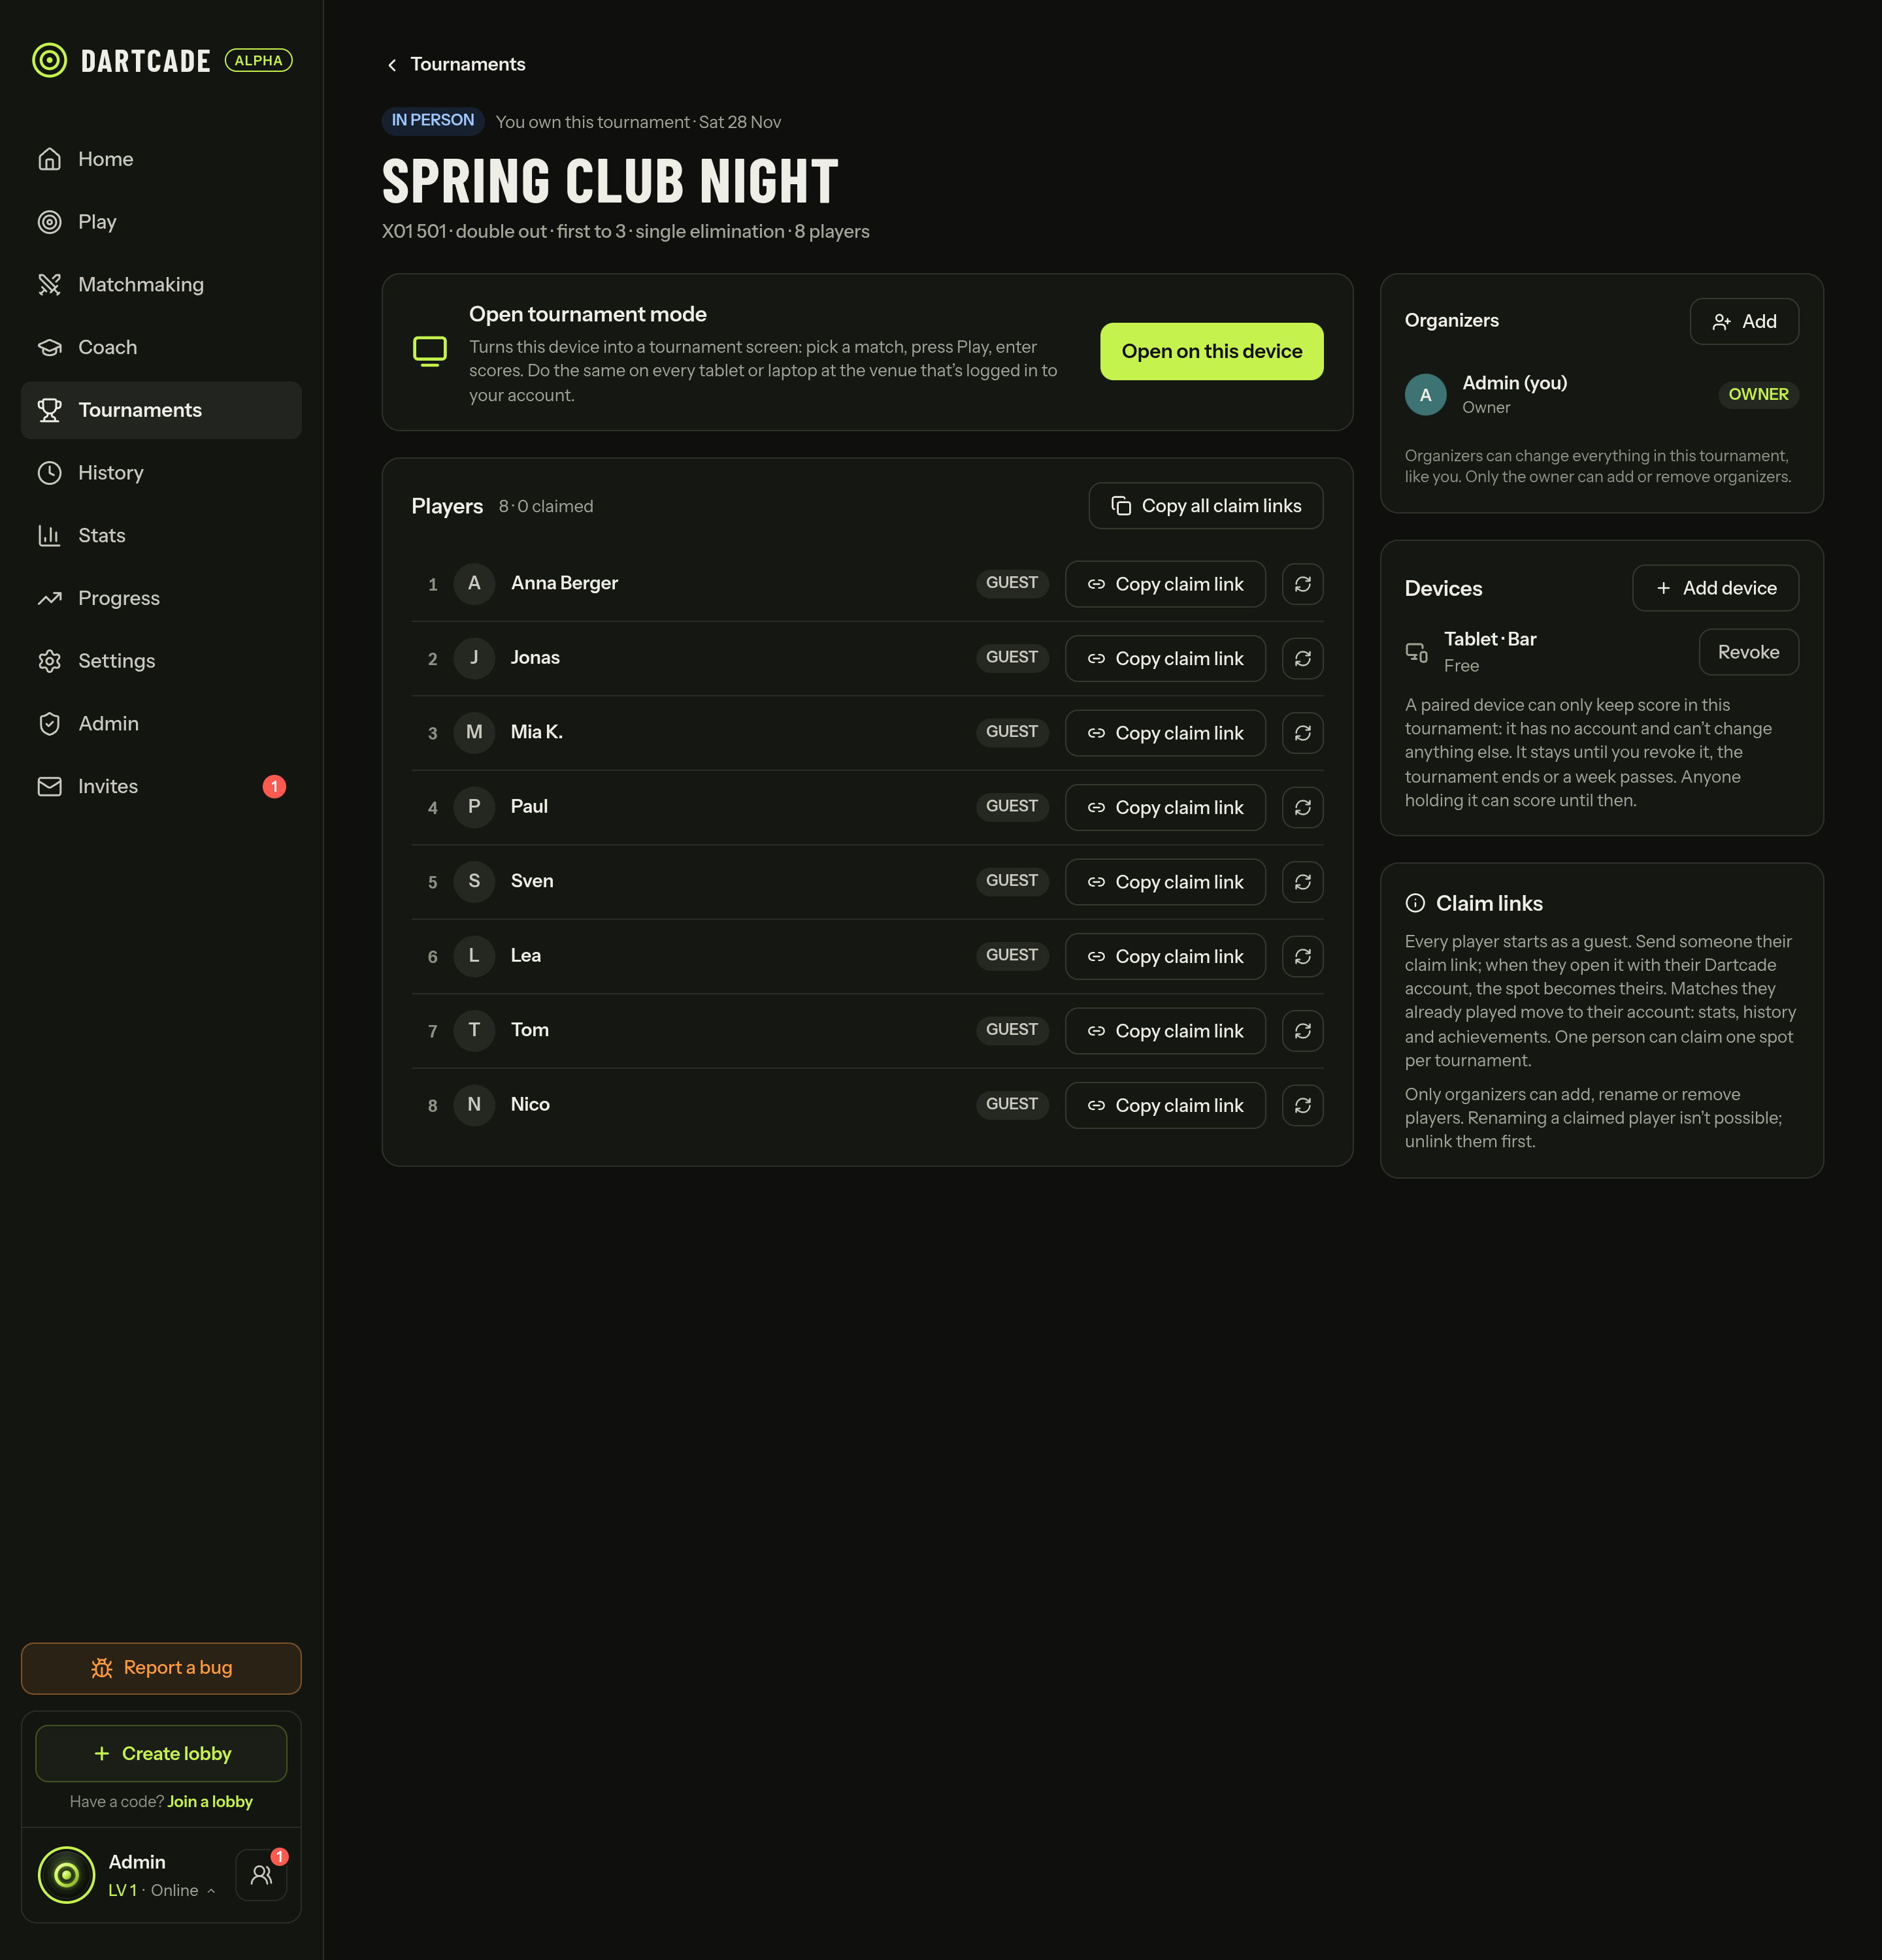 DARTCADE ALPHA
Home
Play
Matchmaking
Coach
Tournaments
History
Stats
Progress
Settings
Admin
Invites 1
Report a bug
Create lobby
Have a code? Join a lobby
Admin
LV 1 · Online
1
Tournaments
IN PERSON You own this tournament · Sat 28 Nov
SPRING CLUB NIGHT
X01 501 · double out · first to 3 · single elimination · 8 players
Open tournament mode
Turns this device into a tournament screen: pick a match, press Play, enter
scores. Do the same on every tablet or laptop at the venue that’s logged in to
your account.
Open on this device
Players 8 · 0 claimed Copy all claim links
1 A Anna Berger GUEST Copy claim link
2 J Jonas GUEST Copy claim link
3 M Mia K. GUEST Copy claim link
4 P Paul GUEST Copy claim link
5 S Sven GUEST Copy claim link
6 L Lea GUEST Copy claim link
7 T Tom GUEST Copy claim link
8 N Nico GUEST Copy claim link
Organizers Add
A Admin (you) OWNER
Owner
Organizers can change everything in this tournament,
like you. Only the owner can add or remove organizers.
Devices Add device
Tablet · Bar
Free
Revoke
A paired device can only keep score in this
tournament: it has no account and can’t change
anything else. It stays until you revoke it, the
tournament ends or a week passes. Anyone
holding it can score until then.
Claim links
Every player starts as a guest. Send someone their
claim link; when they open it with their Dartcade
account, the spot becomes theirs. Matches they
already played move to their account: stats, history
and achievements. One person can claim one spot
per tournament.
Only organizers can add, rename or remove
players. Renaming a claimed player isn’t possible;
unlink them first.